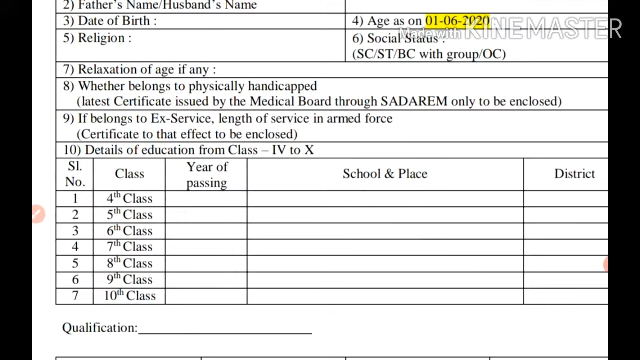 2) Father's Name/Husband's Name
3) Date of Birth :
4) Age as on 01-06-2020
Made with KINEMASTER
5) Religion :
6) Social Status :
(SC/ST/BC with group/OC)
7) Relaxation of age if any :
8) Whether belongs to physically handicapped
(latest Certificate issued by the Medical Board through SADAREM only to be enclosed)
9) If belongs to Ex-Service, length of service in armed force
(Certificate to that effect to be enclosed)
10) Details of education from Class – IV to X
Sl. No. Class Year of passing School & Place District
1 4th Class
2 5th Class
3 6th Class
4 7th Class
5 8th Class
6 9th Class
7 10th Class
Qualification:__________________________